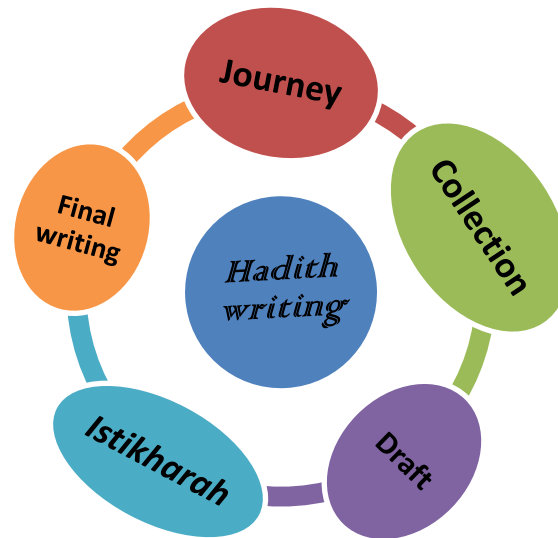 Journey
Collection
Draft
Istikharah
Final
writing
Hadith
writing